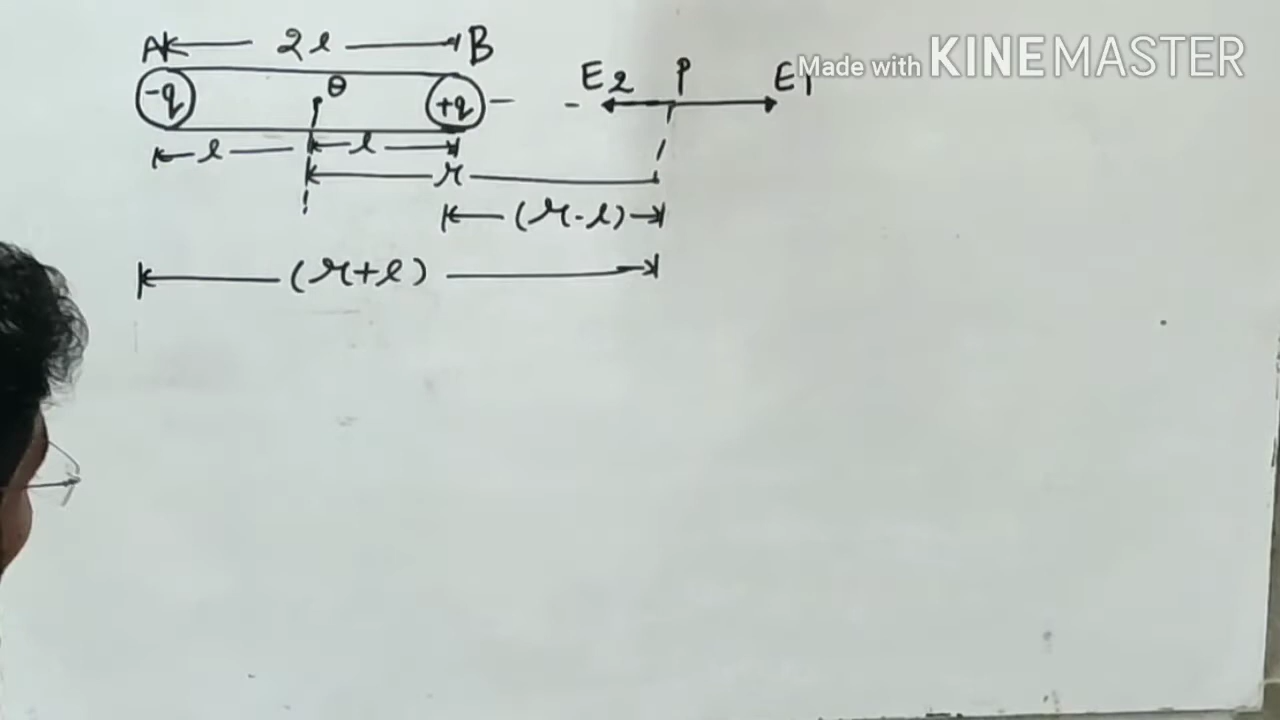 A 2l B
Made with KINEMASTER
-q θ +q E2 P E1
l l
r
(r-l)
(r+l)